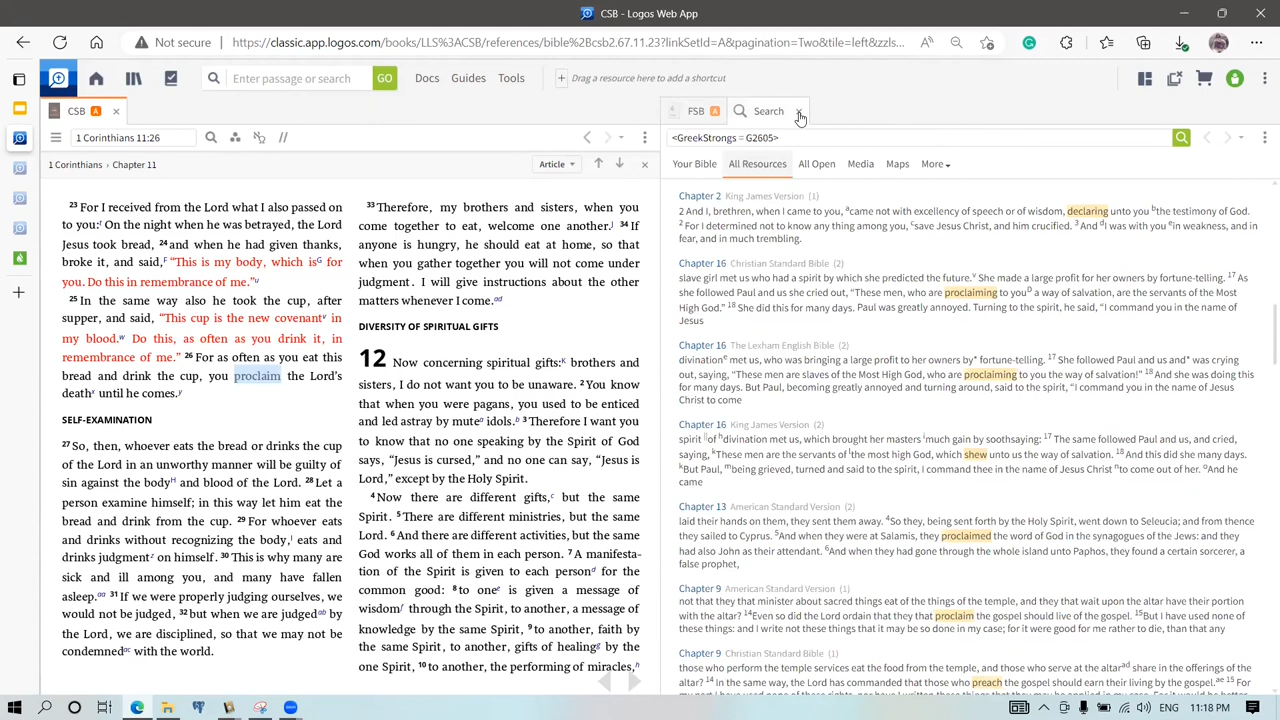 CSB - Logos Web App
Not secure
https://classic.app.logos.com/books/LLS%3ACSB/references/bible%2Bcsb2.67.11.23?linkSetId=A&pagination=Two&tile=left&zzls...
Enter passage or search
GO
Docs
Guides
Tools
Drag a resource here to add a shortcut
CSB A
1 Corinthians 11:26
1 Corinthians › Chapter 11
Article
23 For I received from the Lord what I also passed on
to you: On the night when he was betrayed, the Lord
Jesus took bread, 24 and when he had given thanks,
broke it, and said,F “This is my body, which isG for
you. Do this in remembrance of me.”u
25 In the same way also he took the cup, after
supper, and said, “This cup is the new covenantv in
my blood.w Do this, as often as you drink it, in
remembrance of me.” 26 For as often as you eat this
bread and drink the cup, you proclaim the Lord's
deathx until he comes.y
SELF-EXAMINATION
27 So, then, whoever eats the bread or drinks the cup
of the Lord in an unworthy manner will be guilty of
sin against the bodyH and blood of the Lord. 28 Let a
person examine himself; in this way let him eat the
bread and drink from the cup. 29 For whoever eats
and drinks without recognizing the body, eats and
drinks judgmentz on himself. 30 This is why many are
sick and ill among you, and many have fallen
asleep.aa 31 If we were properly judging ourselves, we
would not be judged, 32 but when we are judgedab by
the Lord, we are disciplined, so that we may not be
condemnedac with the world.
33 Therefore, my brothers and sisters, when you
come together to eat, welcome one another. 34 If
anyone is hungry, he should eat at home, so that
when you gather together you will not come under
judgment. I will give instructions about the other
matters whenever I come.ad
DIVERSITY OF SPIRITUAL GIFTS
12 Now concerning spiritual gifts:K brothers and
sisters, I do not want you to be unaware. 2 You know
that when you were pagans, you used to be enticed
and led astray by mutea idols.b 3 Therefore I want you
to know that no one speaking by the Spirit of God
says, “Jesus is cursed,” and no one can say, “Jesus is
Lord,” except by the Holy Spirit.
4 Now there are different gifts,c but the same
Spirit. 5 There are different ministries, but the same
Lord. 6 And there are different activities, but the same
God works all of them in each person. 7 A manifesta-
tion of the Spirit is given to each persond for the
common good: 8 to onee is given a message of
wisdomf through the Spirit, to another, a message of
knowledge by the same Spirit, 9 to another, faith by
the same Spirit, to another, gifts of healingg by the
one Spirit, 10 to another, the performing of miracles,h
FSB A
Search
<GreekStrongs = G2605>
Your Bible
All Resources
All Open
Media
Maps
More
Chapter 2 King James Version (1)
2 And I, brethren, when I came to you, acame not with excellency of speech or of wisdom, declaring unto you bthe testimony of God.
2 For I determined not to know any thing among you, csave Jesus Christ, and him crucified. 3 And dI was with you ein weakness, and in
fear, and in much trembling.
Chapter 16 Christian Standard Bible (2)
slave girl met us who had a spirit by which she predicted the future.v She made a large profit for her owners by fortune-telling. 17 As
she followed Paul and us she cried out, “These men, who are proclaiming to youD a way of salvation, are the servants of the Most
High God.” 18 She did this for many days. Paul was greatly annoyed. Turning to the spirit, he said, “I command you in the name of
Jesus
Chapter 16 The Lexham English Bible (2)
divinatione met us, who was bringing a large profit to her owners by* fortune-telling. 17 She followed Paul and us and* was crying
out, saying, “These men are slaves of the Most High God, who are proclaiming to you the way of salvation!” 18 And she was doing this
for many days. But Paul, becoming greatly annoyed and turning around, said to the spirit, “I command you in the name of Jesus
Christ to come out
Chapter 16 King James Version (2)
spirit ||of hdivination met us, which brought her masters imuch gain by soothsaying: 17 The same followed Paul and us, and cried,
saying, kThese men are the servants of lthe most high God, which shew unto us the way of salvation. 18 And this did she many days.
But Paul, mbeing grieved, turned and said to the spirit, I command thee in the name of Jesus Christ nto come out of her. oAnd he
came
Chapter 13 American Standard Version (2)
laid their hands on them, they sent them away. 4So they, being sent forth by the Holy Spirit, went down to Seleucia; and from thence
they sailed to Cyprus. 5And when they were at Salamis, they proclaimed the word of God in the synagogues of the Jews: and they
had also John as their attendant. 6And when they had gone through the whole island unto Paphos, they found a certain sorcerer, a
false prophet,
Chapter 9 American Standard Version (1)
not that they that minister about sacred things eat of the things of the temple, and they that wait upon the altar have their portion
with the altar? 14Even so did the Lord ordain that they that proclaim the gospel should live of the gospel. 15But I have used none of
these things: and I write not these things that it may be so done in my case; for it were good for me rather to die, than that any
Chapter 9 Christian Standard Bible (2)
those who perform the temple services eat the food from the temple, and those who serve at the altarad share in the offerings of the
altar? 14 In the same way, the Lord has commanded that those who preach the gospel should earn their living by the gospel.ae 15
ENG
11:18 PM